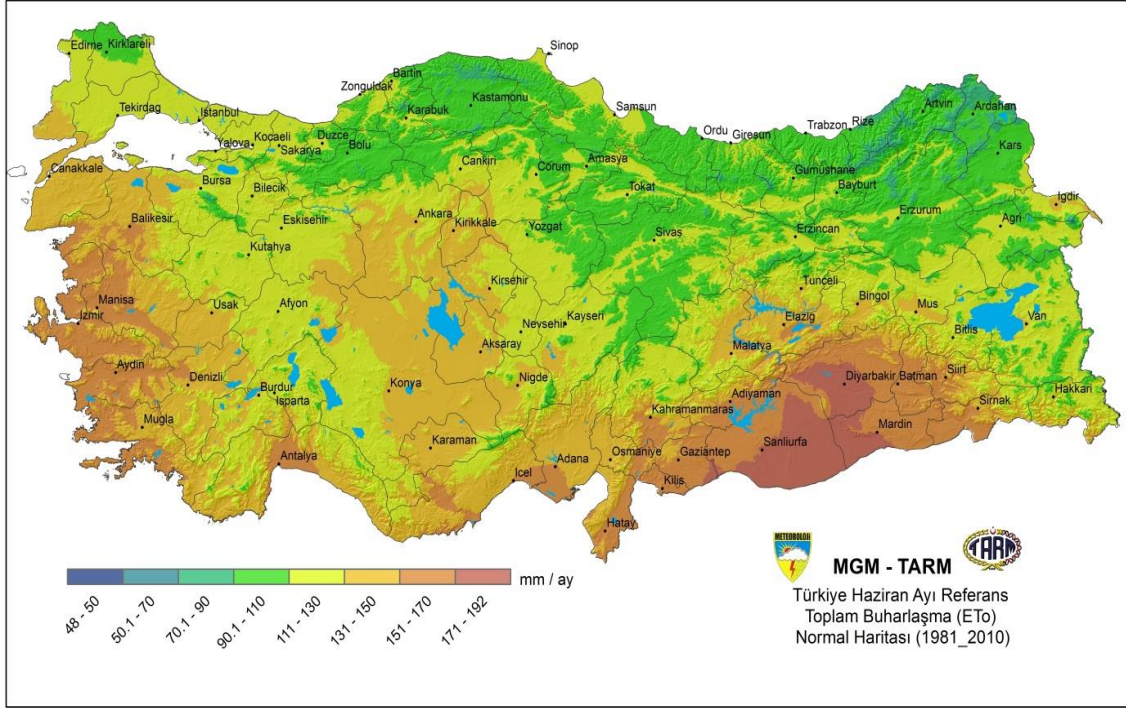 Edirne
Kirklareli
Sinop
Bartin
Zonguldak
Kastamonu
Karabuk
Samsun
Artvin
Ardahan
Tekirdag
Istanbul
Ordu
Giresun
Trabzon
Rize
Kocaeli
Duzce
Yalova
Sakarya
Bolu
Kars
Canakkale
Cankiri
Corum
Amasya
Gumushane
Bursa
Bilecik
Tokat
Bayburt
Igdir
Balikesir
Eskisehir
Ankara
Kirikkale
Yozgat
Sivas
Erzincan
Erzurum
Agri
Kutahya
Kirsehir
Tunceli
Bingol
Manisa
Usak
Afyon
Mus
Izmir
Nevsehir
Kayseri
Elazig
Van
Bitlis
Aksaray
Malatya
Aydin
Denizli
Burdur
Isparta
Konya
Nigde
Diyarbakir
Batman
Siirt
Hakkari
Adiyaman
Sirnak
Mugla
Kahramanmaras
Mardin
Karaman
Antalya
Icel
Adana
Osmaniye
Gaziantep
Sanliurfa
Kilis
Hatay
METEOROLOJI
TARM
MGM - TARM
Türkiye Haziran Ayı Referans
Toplam Buharlaşma (ETo)
Normal Haritası (1981_2010)
mm / ay
48 - 50
50.1 - 70
70.1 - 90
90.1 - 110
111 - 130
131 - 150
151 - 170
171 - 192